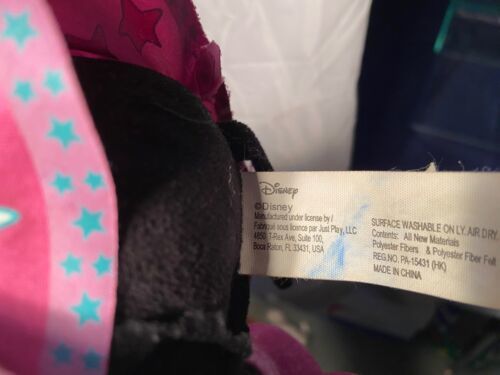 Disney
©Disney
Manufactured under license by /
Fabriqué sous licence par Just Play, LLC
4850 T-Rex Ave, Suite 100,
Boca Raton, FL 33431, USA
SURFACE WASHABLE ON LY. AIR DRY
Contents: All New Materials
Polyester Fibers & Polyester Fiber Felt
REG.NO. PA-15431 (HK)
MADE IN CHINA